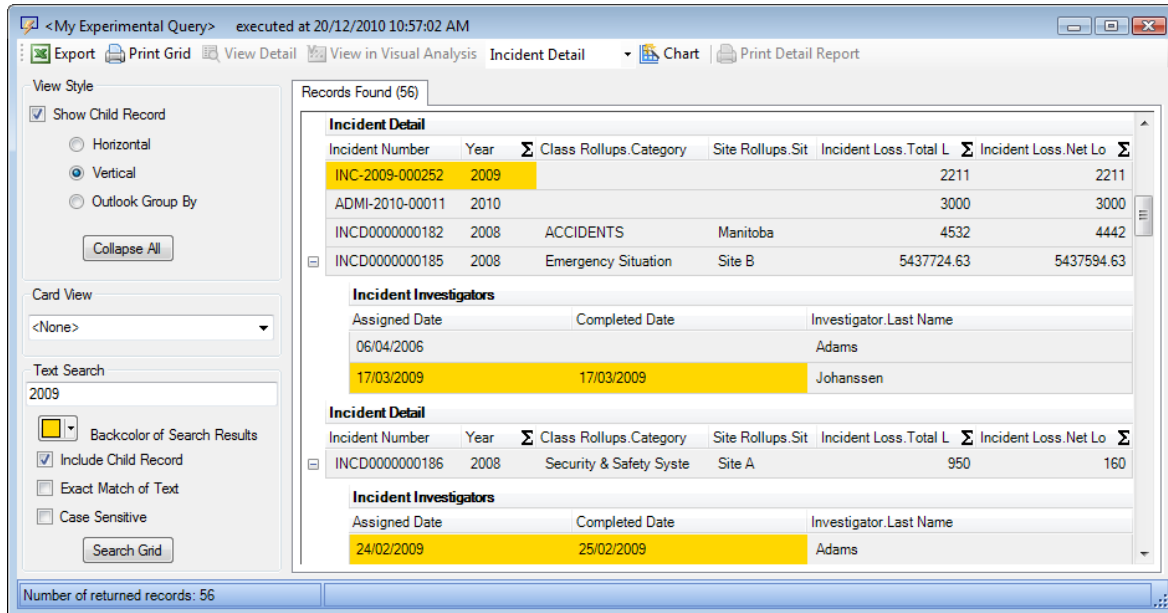 <My Experimental Query> executed at 20/12/2010 10:57:02 AM
Export Print Grid View Detail View in Visual Analysis Incident Detail Chart Print Detail Report
View Style
Show Child Record
Horizontal
Vertical
Outlook Group By
Collapse All
Card View
<None>
Text Search
2009
Backcolor of Search Results
Include Child Record
Exact Match of Text
Case Sensitive
Search Grid
Records Found (56)
Incident Detail
Incident Number Year Σ Class Rollups.Category Site Rollups.Sit Incident Loss.Total L Σ Incident Loss.Net Lo Σ
INC-2009-000252 2009 2211 2211
ADMI-2010-00011 2010 3000 3000
INCD0000000182 2008 ACCIDENTS Manitoba 4532 4442
INCD0000000185 2008 Emergency Situation Site B 5437724.63 5437594.63
Incident Investigators
Assigned Date Completed Date Investigator.Last Name
06/04/2006 Adams
17/03/2009 17/03/2009 Johanssen
Incident Detail
Incident Number Year Σ Class Rollups.Category Site Rollups.Sit Incident Loss.Total L Σ Incident Loss.Net Lo Σ
INCD0000000186 2008 Security & Safety Syste Site A 950 160
Incident Investigators
Assigned Date Completed Date Investigator.Last Name
24/02/2009 25/02/2009 Adams
Number of returned records: 56